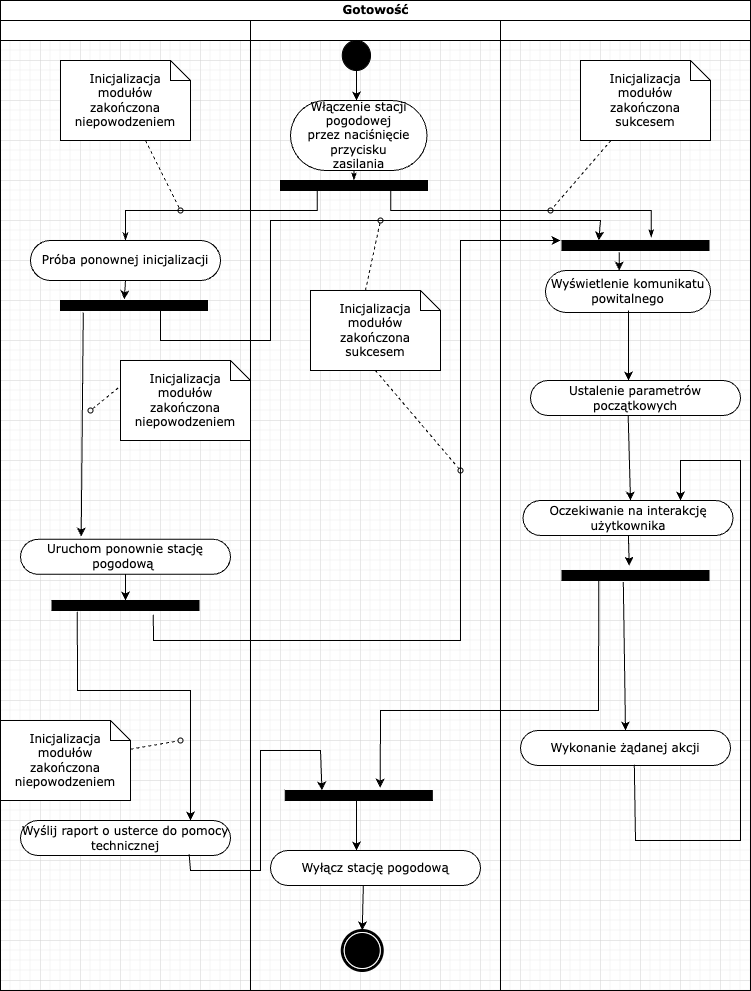 Gotowość
Inicjalizacja
modułów
zakończona
niepowodzeniem
Włączenie stacji
pogodowej
przez naciśnięcie
przycisku
zasilania
Inicjalizacja
modułów
zakończona
sukcesem
Próba ponownej inicjalizacji
Wyświetlenie komunikatu
powitalnego
Inicjalizacja
modułów
zakończona
sukcesem
Inicjalizacja
modułów
zakończona
niepowodzeniem
Ustalenie parametrów
początkowych
Oczekiwanie na interakcję
użytkownika
Uruchom ponownie stację
pogodową
Inicjalizacja
modułów
zakończona
niepowodzeniem
Wykonanie żądanej akcji
Wyślij raport o usterce do pomocy
technicznej
Wyłącz stację pogodową